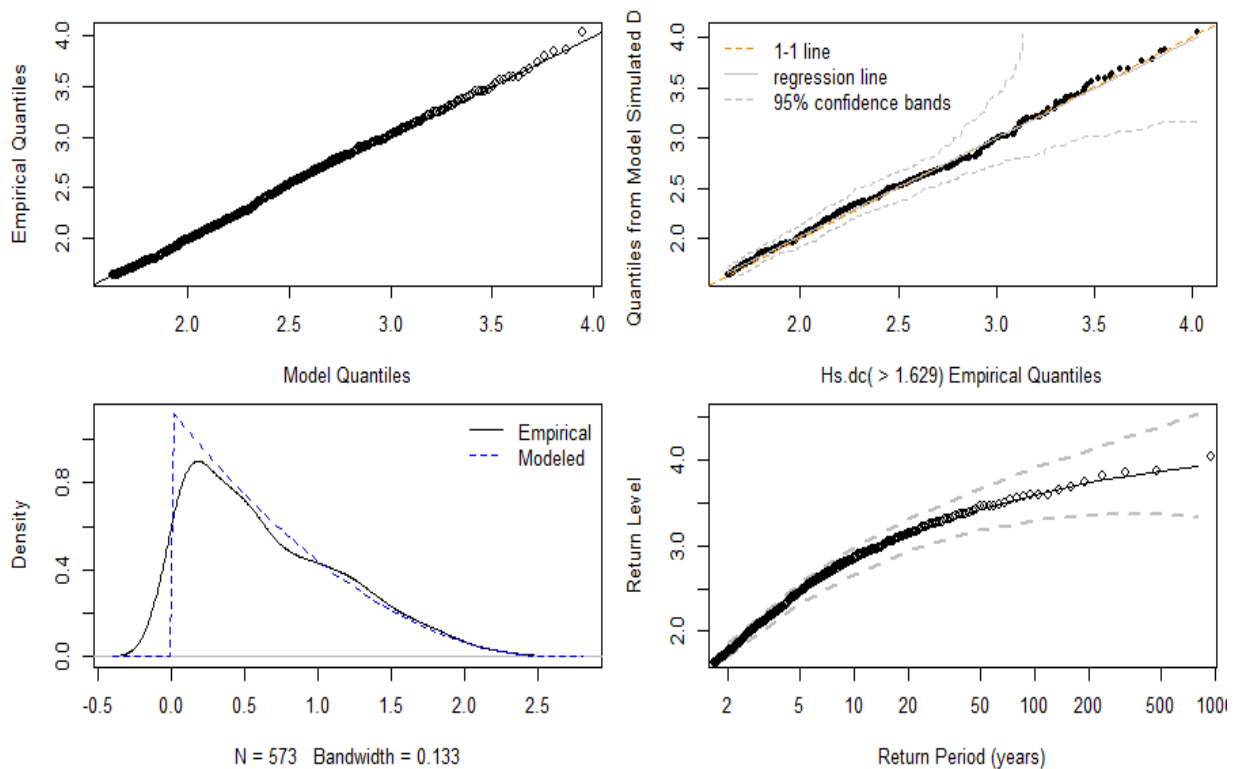 Empirical Quantiles
4.0
3.5
3.0
2.5
2.0
2.0 2.5 3.0 3.5 4.0
Model Quantiles
Quantiles from Model Simulated D
4.0
3.5
3.0
2.5
2.0
1-1 line
regression line
95% confidence bands
2.0 2.5 3.0 3.5 4.0
Hs.dc( > 1.629) Empirical Quantiles
Density
0.8
0.4
0.0
Empirical
Modeled
-0.5 0.0 0.5 1.0 1.5 2.0 2.5
N = 573 Bandwidth = 0.133
Return Level
4.0
3.0
2.0
2 5 10 20 50 100 200 500 1000
Return Period (years)